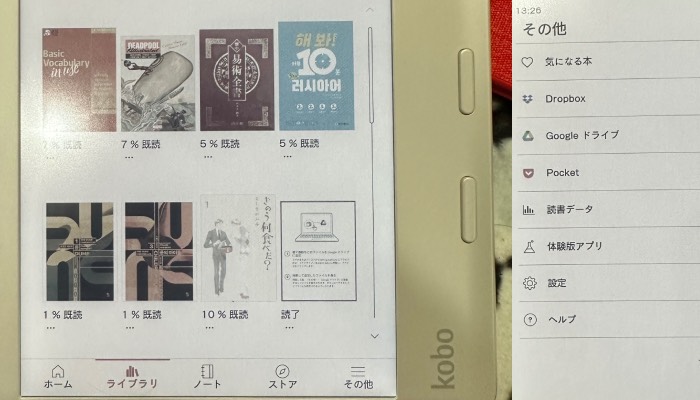 Basic
Vocabulary
in use
DEADPOOL
易術全書
해 봐!
하루 10분
러시아어
7 % 既読
5 % 既読
5 % 既読
...
...
...
...
きのう何食べた?
1 % 既読
1 % 既読
10 % 既読
読了
...
...
...
...
ホーム
ライブラリ
ノート
ストア
その他
kobo
13:26
その他
気になる本
Dropbox
Google ドライブ
Pocket
読書データ
体験版アプリ
設定
ヘルプ